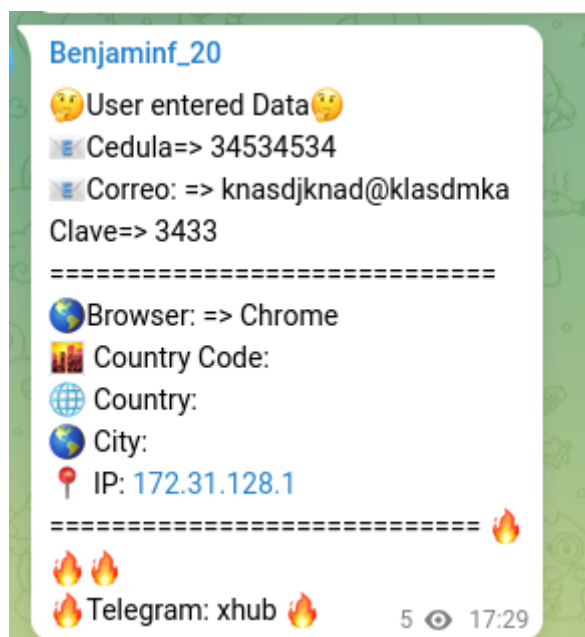 Benjaminf_20
🤔User entered Data🤔
📧Cedula=> 34534534
📧Correo: => knasdjknad@klasdmka
Clave=> 3433
=============================
🌎Browser: => Chrome
🌇 Country Code:
🌐 Country:
🌎 City:
📍 IP: 172.31.128.1
============================ 🔥
🔥🔥
🔥Telegram: xhub 🔥
5 17:29